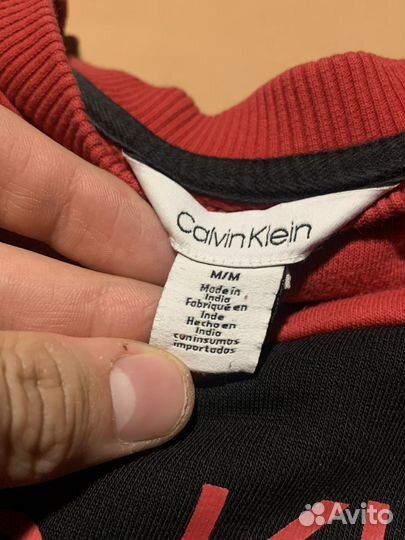 Calvin Klein
M/M
Made in
India
Fabriqué en
Inde
Hecho en
India
con insumos
importados
Avito